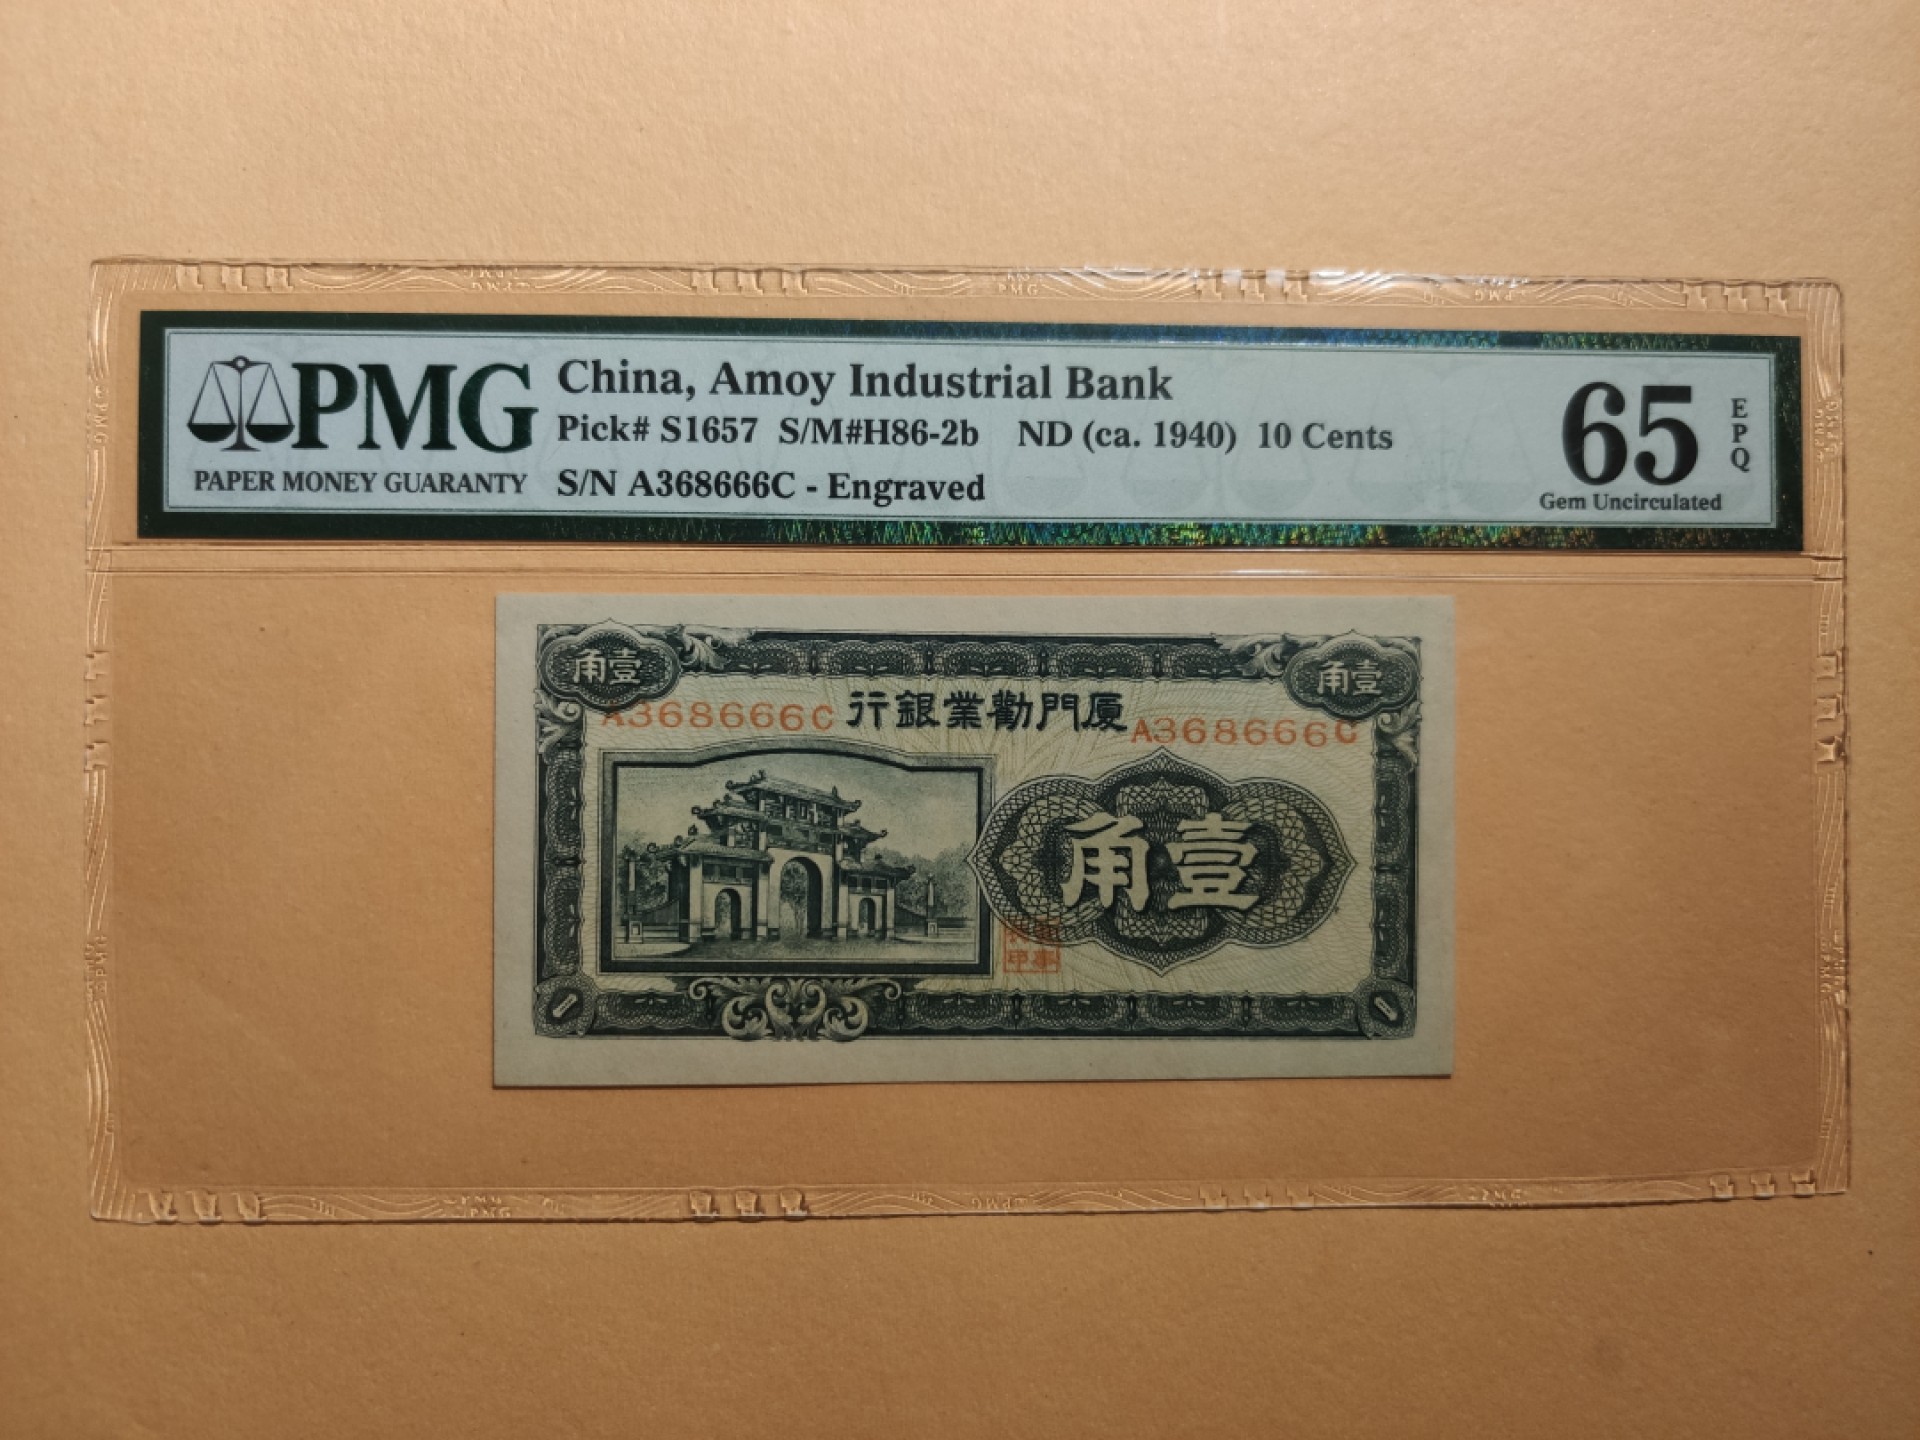 PMG
PAPER MONEY GUARANTY
China, Amoy Industrial Bank
Pick# S1657 S/M#H86-2b ND (ca. 1940) 10 Cents
S/N A368666C - Engraved
65
EPQ
Gem Uncirculated
角壹
角壹
行銀業勸門厦
A368666C
A368666C
角壹